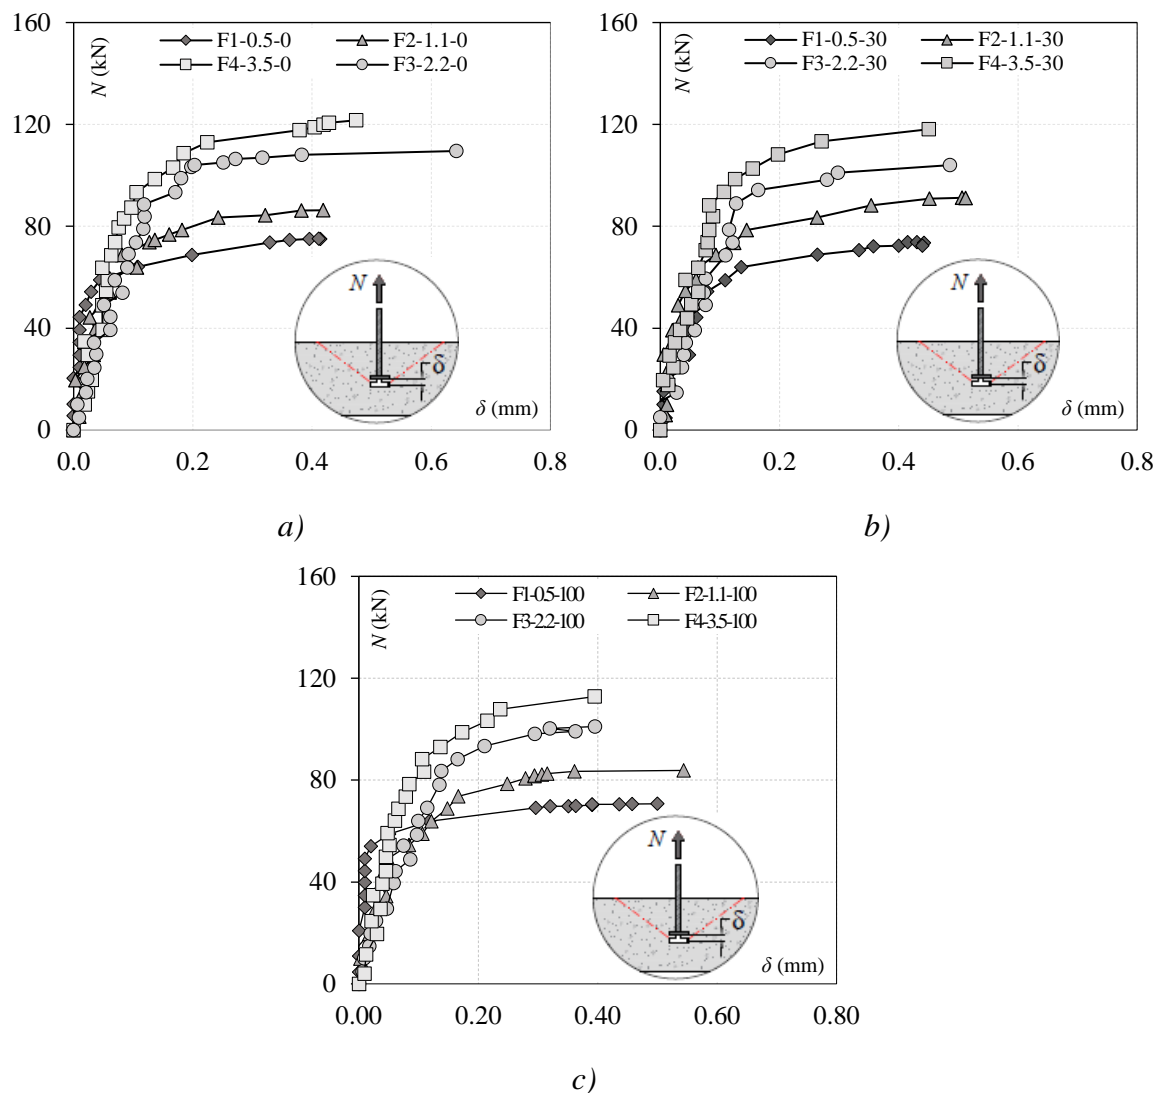 160
120
80
40
0
N (kN)
F1-0.5-0
F2-1.1-0
F4-3.5-0
F3-2.2-0
N
δ
δ (mm)
0.0 0.2 0.4 0.6 0.8
a)
160
120
80
40
0
N (kN)
F1-0.5-30
F2-1.1-30
F3-2.2-30
F4-3.5-30
N
δ
δ (mm)
0.0 0.2 0.4 0.6 0.8
b)
160
120
80
40
0
N (kN)
F1-0.5-100
F2-1.1-100
F3-2.2-100
F4-3.5-100
N
δ
δ (mm)
0.00 0.20 0.40 0.60 0.80
c)